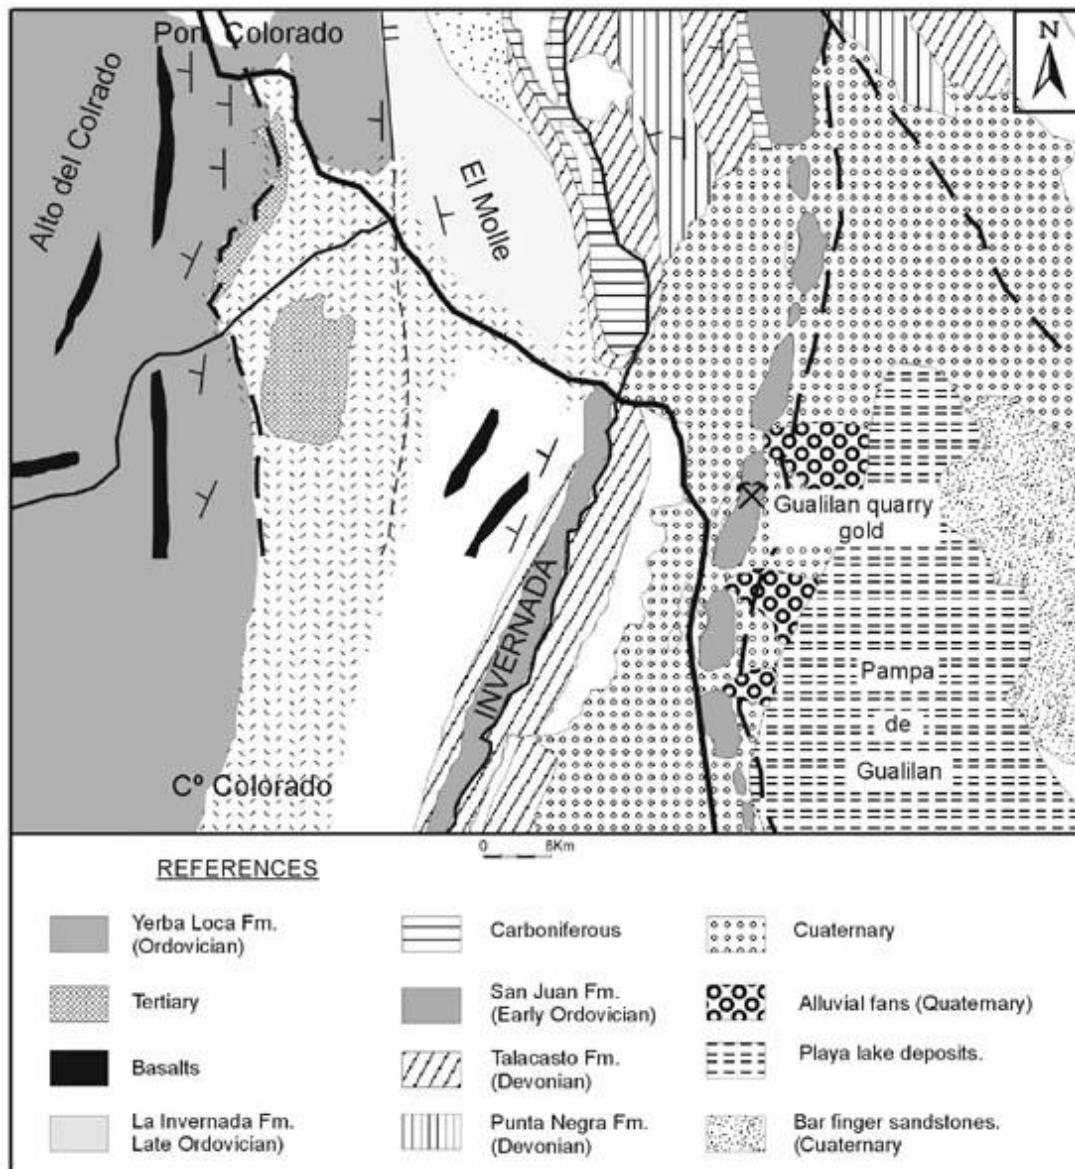 Pont Colorado
N
Alto del Colrado
El Molle
Gualilan quarry
gold
INVERNADA
Pampa
de
Gualilan
Cº Colorado
0 8Km
REFERENCES
Yerba Loca Fm.
(Ordovician)
Tertiary
Basalts
La Invernada Fm.
Late Ordovician)
Carboniferous
San Juan Fm.
(Early Ordovician)
Talacasto Fm.
(Devonian)
Punta Negra Fm.
(Devonian)
Cuaternary
Alluvial fans (Quaternary)
Playa lake deposits.
Bar finger sandstones.
(Cuaternary